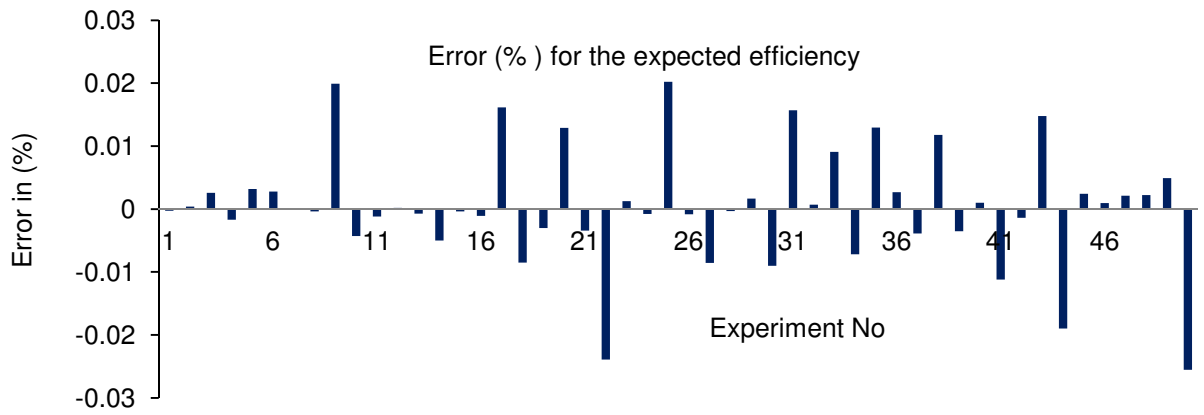 0.03
Error (% ) for the expected efficiency
0.02
0.01
0
-0.01
-0.02
-0.03
Error in (%)
1 6 11 16 21 26 31 36 41 46
Experiment No